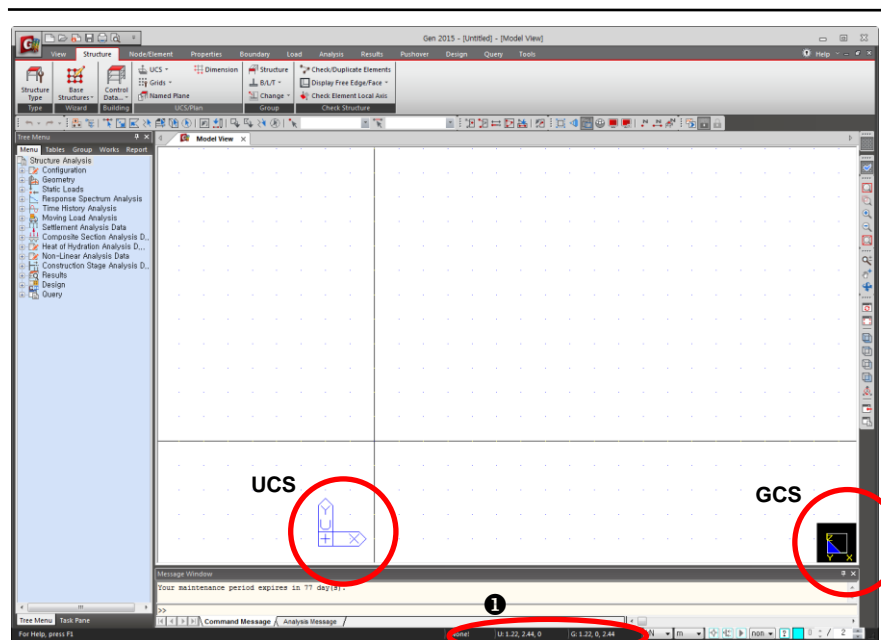 Gen 2015 - [Untitled] - [Model View]
View Structure Node/Element Properties Boundary Load Analysis Results Pushover Design Query Tools Help
UCS Dimension Structure Check/Duplicate Elements
Grids B/L/T Display Free Edge/Face
Named Plane Change Check Element Local Axis
Structure Type Base Structures Control Data...
Type Wizard Building UCS/Plan Group Check Structure
Tree Menu
Model View
Menu Tables Group Works Report
Structure Analysis
Configuration
Geometry
Static Loads
Response Spectrum Analysis
Time History Analysis
Moving Load Analysis
Settlement Analysis Data
Composite Section Analysis D..
Heat of Hydration Analysis D...
Non-Linear Analysis Data
Construction Stage Analysis D..
Results
Design
Query
UCS
GCS
Y
U
X
Z
Y X
Message Window
Your maintenance period expires in 77 day(s).
>>
❶
Tree Menu Task Pane
Command Message Analysis Message
For Help, press F1
None! U: 1.22, 2.44, 0 G: 1.22, 0, 2.44 N m non ? 0 / 2